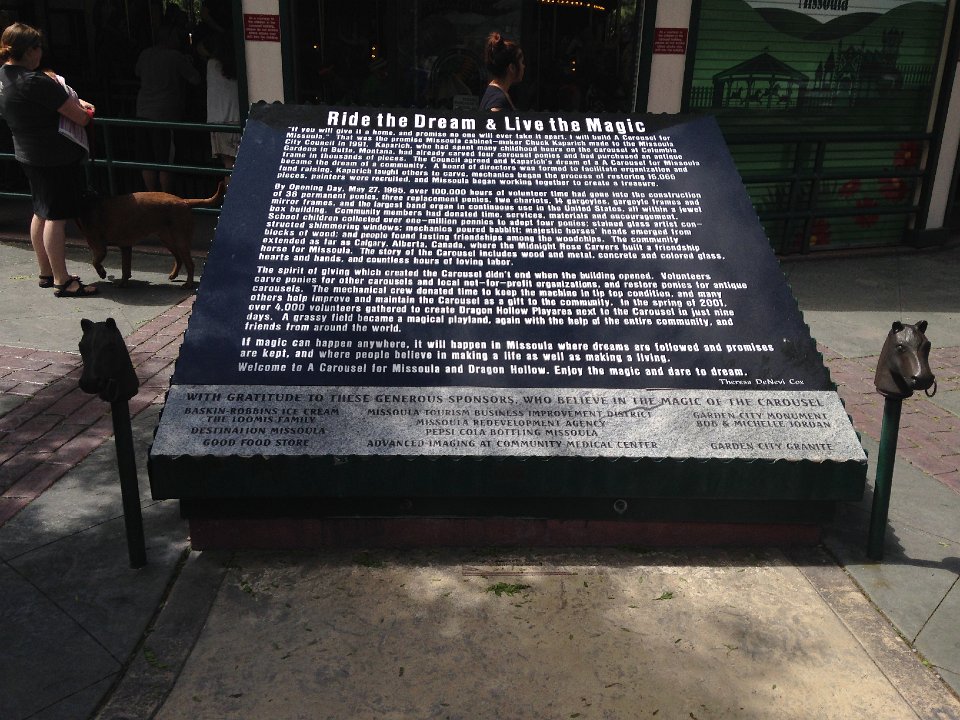 Missoula
Ride the Dream & Live the Magic
"If you will give it a home, and promise no one will ever take it apart, I will build A Carousel for
Missoula." That was the promise Missoula cabinet-maker Chuck Kaparich made to the Missoula
City Council in 1991. Kaparich, who had spent many childhood hours on the carousel at Columbia
Gardens in Butte, Montana, had already carved four carousel ponies and had purchased an antique
frame in thousands of pieces. The Council agreed and Kaparich's dream of a A Carousel for Missoula
became the dream of a community. A board of directors was formed to facilitate organization and
fund raising, Kaparich taught others to carve, mechanics began the process of restoring 16,066
pieces, painters were recruited, and Missoula began working together to create a treasure.
By Opening Day, May 27, 1995, over 100,000 hours of volunteer time had gone into the construction
of 38 permanent ponies, three replacement ponies, two chariots, 14 gargoyles, gargoyle frames and
mirror frames, and the largest band organ in continuous use in the United States, all within a jewel
box building. Community members had donated time, services, materials and encouragement.
School children collected over one-million pennies to adopt four ponies; stained glass artist con-
structed shimmering windows; mechanics poured babbitt; majestic horses' heads emerged from
blocks of wood; and people found lasting friendships among the woodchips. The community
extended as far as Calgary, Alberta, Canada, where the Midnight Rose Carvers built a friendship
horse for Missoula. The story of the Carousel includes wood and metal, concrete and colored glass,
hearts and hands, and countless hours of loving labor.
The spirit of giving which created the Carousel didn't end when the building opened. Volunteers
carve ponies for other carousels and local not-for-profit organizations, and restore ponies for antique
carousels. The mechanical crew donated time to keep the machine in tip top condition, and many
others help improve and maintain the Carousel as a gift to the community. In the spring of 2001,
over 4,000 volunteers gathered to create Dragon Hollow Playarea next to the Carousel in just nine
days. A grassy field became a magical playland, again with the help of the entire community, and
friends from around the world.
If magic can happen anywhere, it will happen in Missoula where dreams are followed and promises
are kept, and where people believe in making a life as well as making a living.
Welcome to A Carousel for Missoula and Dragon Hollow. Enjoy the magic and dare to dream.
Theresa DeNevi Cox
WITH GRATITUDE TO THESE GENEROUS SPONSORS, WHO BELIEVE IN THE MAGIC OF THE CAROUSEL
BASKIN-ROBBINS ICE CREAM MISSOULA TOURISM BUSINESS IMPROVEMENT DISTRICT GARDEN CITY MONUMENT
THE LOOMIS FAMILY MISSOULA REDEVELOPMENT AGENCY BOB & MICHELLE JORDAN
DESTINATION MISSOULA PEPSI COLA BOTTLING MISSOULA
GOOD FOOD STORE ADVANCED IMAGING AT COMMUNITY MEDICAL CENTER GARDEN CITY GRANITE